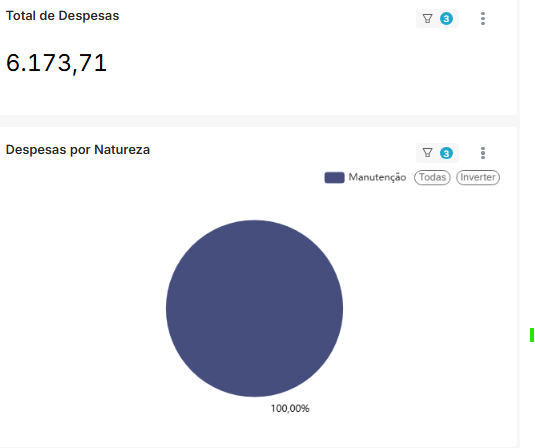 Total de Despesas
3
6.173,71
Despesas por Natureza
3
Manutenção Todas Inverter
100,00%